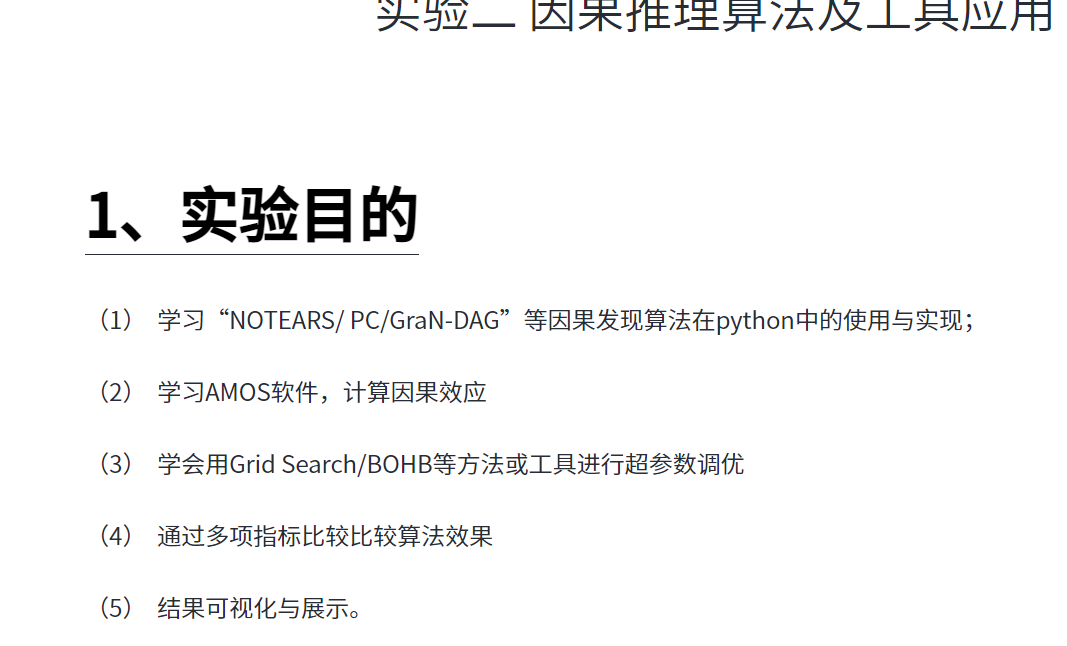 实验二 因果推理算法及工具应用
1、实验目的
（1） 学习“NOTEARS/ PC/GraN-DAG”等因果发现算法在python中的使用与实现；
（2） 学习AMOS软件，计算因果效应
（3） 学会用Grid Search/BOHB等方法或工具进行超参数调优
（4） 通过多项指标比较比较算法效果
（5） 结果可视化与展示。